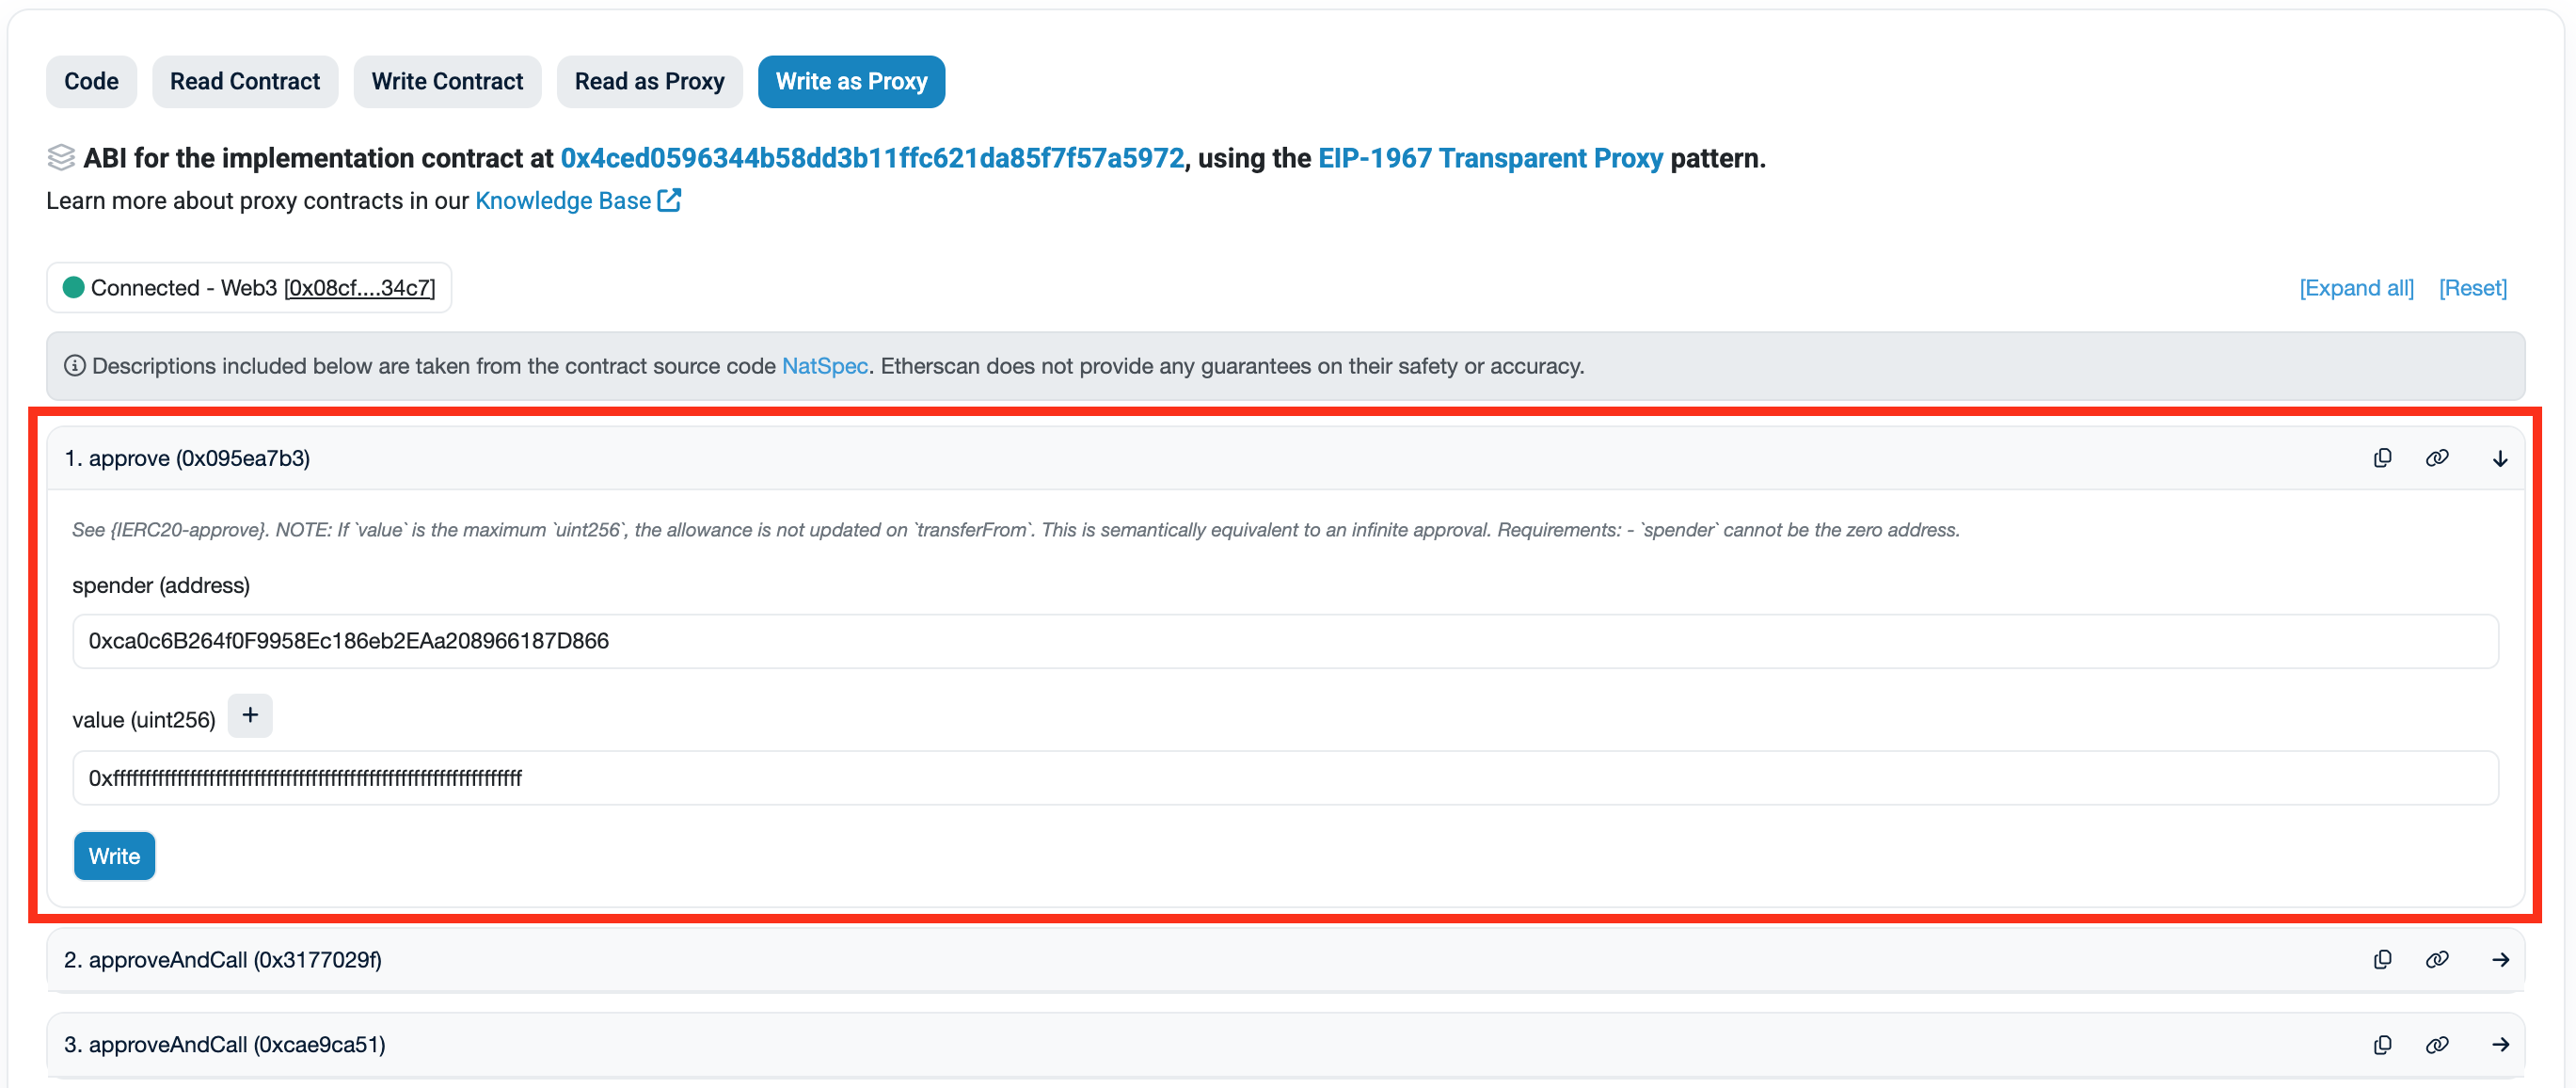 Code
Read Contract
Write Contract
Read as Proxy
Write as Proxy
ABI for the implementation contract at 0x4ced0596344b58dd3b11ffc621da85f7f57a5972, using the EIP-1967 Transparent Proxy pattern.
Learn more about proxy contracts in our Knowledge Base
Connected - Web3 [0x08cf....34c7]
[Expand all] [Reset]
Descriptions included below are taken from the contract source code NatSpec. Etherscan does not provide any guarantees on their safety or accuracy.
1. approve (0x095ea7b3)
See {IERC20-approve}. NOTE: If `value` is the maximum `uint256`, the allowance is not updated on `transferFrom`. This is semantically equivalent to an infinite approval. Requirements: - `spender` cannot be the zero address.
spender (address)
0xca0c6B264f0F9958Ec186eb2EAa208966187D866
value (uint256) +
0xffffffffffffffffffffffffffffffffffffffffffffffffffffffffffffffff
Write
2. approveAndCall (0x3177029f)
3. approveAndCall (0xcae9ca51)